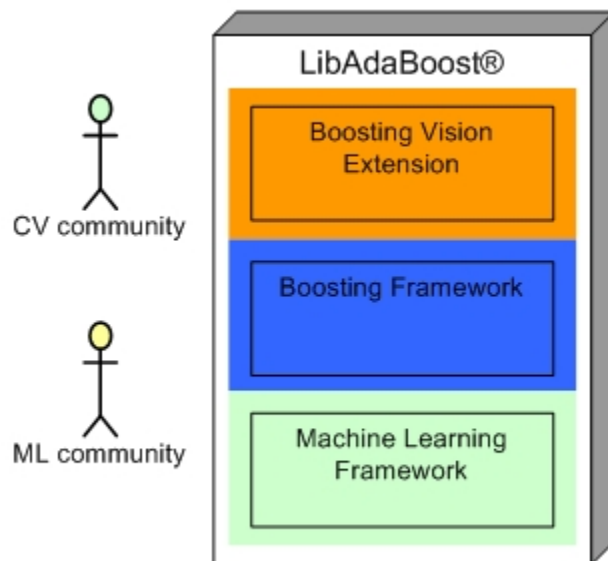 LibAdaBoost®
Boosting Vision
Extension
CV community
Boosting Framework
ML community
Machine Learning
Framework